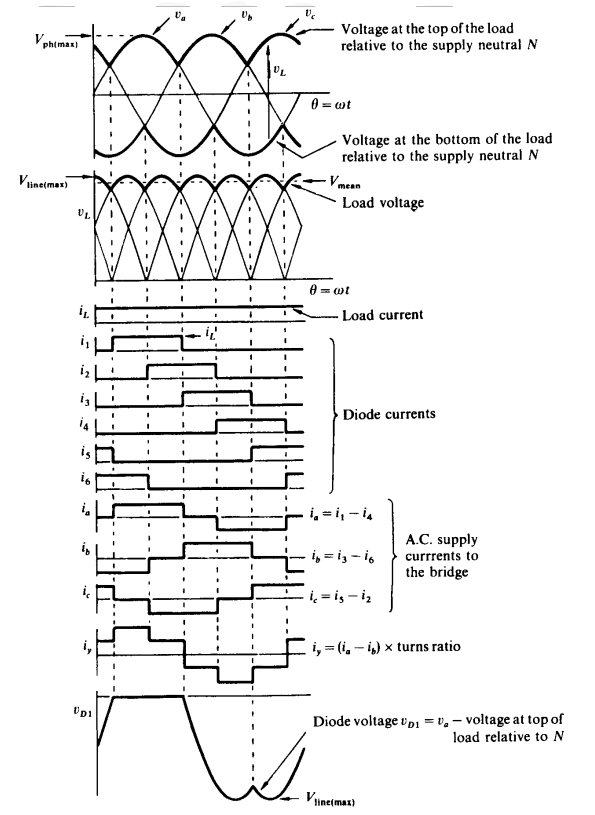 v_a v_b v_c
V_ph(max)
Voltage at the top of the load
relative to the supply neutral N
v_L
θ = ωt
Voltage at the bottom of the load
relative to the supply neutral N
V_line(max)
V_mean
Load voltage
v_L
θ = ωt
i_L
Load current
i_1
i_L
i_2
i_3
Diode currents
i_4
i_5
i_6
i_a
i_a = i_1 − i_4
A.C. supply
currrents to
the bridge
i_b
i_b = i_3 − i_6
i_c
i_c = i_5 − i_2
i_y
i_y = (i_a − i_b) × turns ratio
v_D1
Diode voltage v_D1 = v_a − voltage at top of
load relative to N
V_line(max)